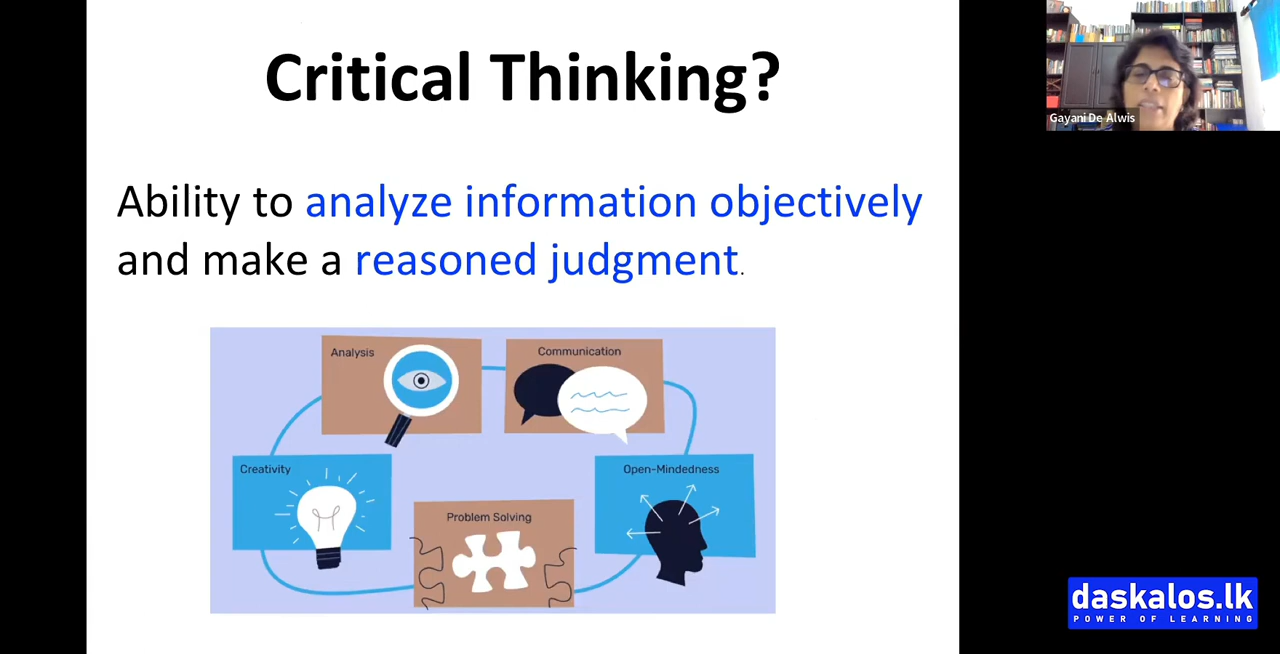 Critical Thinking?
Gayani De Alwis
Ability to analyze information objectively
and make a reasoned judgment.
Analysis
Communication
Creativity
Open-Mindedness
Problem Solving
daskalos.lk
POWER OF LEARNING